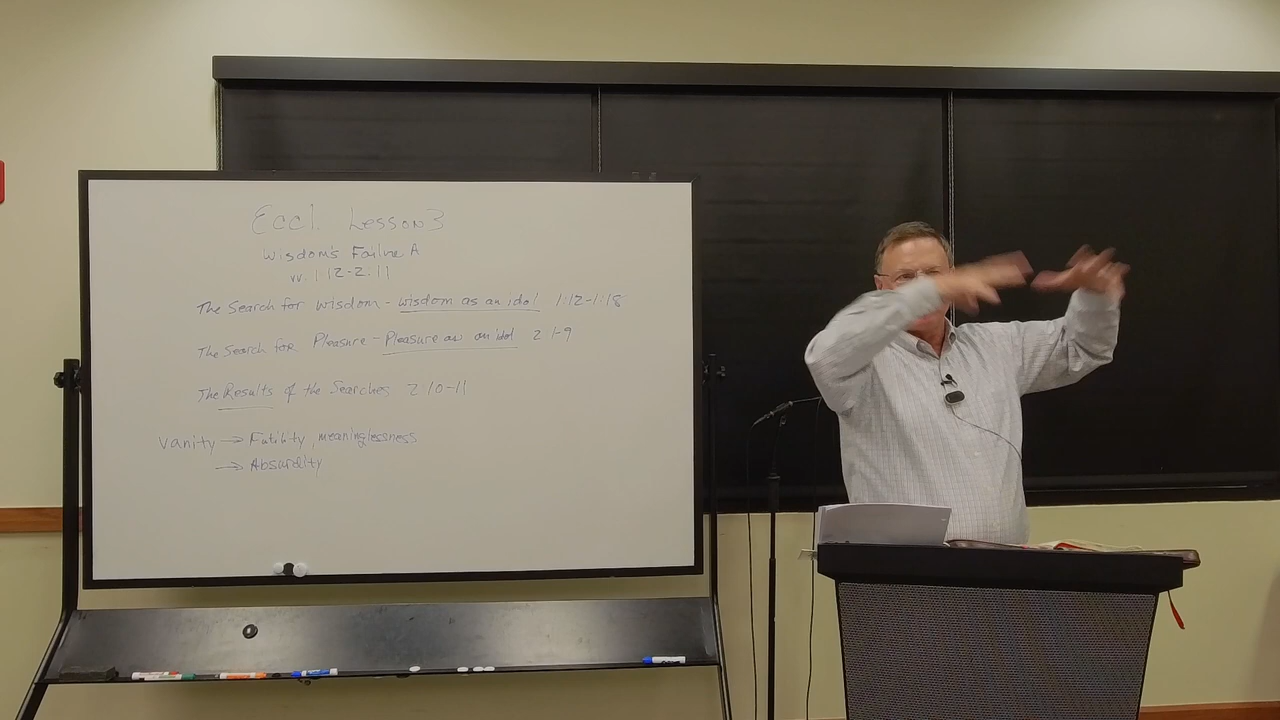 Eccl. Lesson 3
Wisdom's Failure A
vv. 1:12-2:11
The Search for wisdom - wisdom as an idol 1:12-1:18
The Search for Pleasure - Pleasure as an idol 2 1-9
The Results of the Searches 2 10-11
vanity → Futility, meaninglessness
→ Absurdity